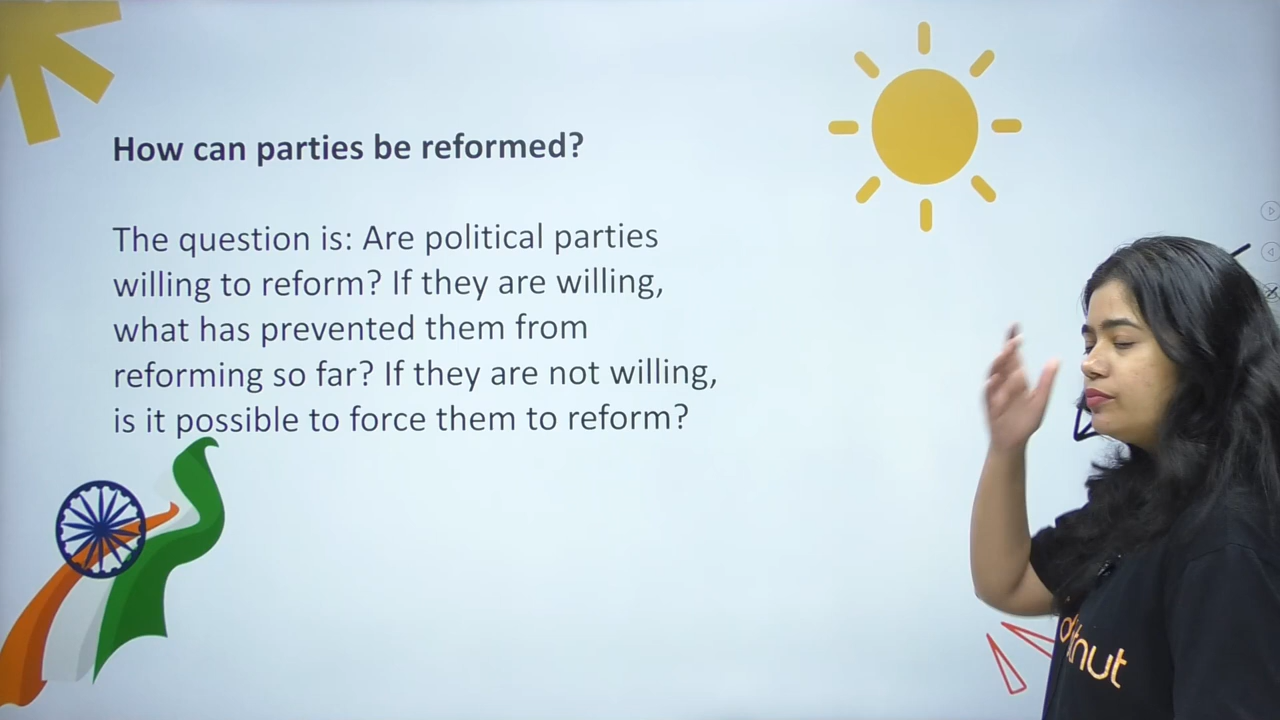 How can parties be reformed?
The question is: Are political parties
willing to reform? If they are willing,
what has prevented them from
reforming so far? If they are not willing,
is it possible to force them to reform?